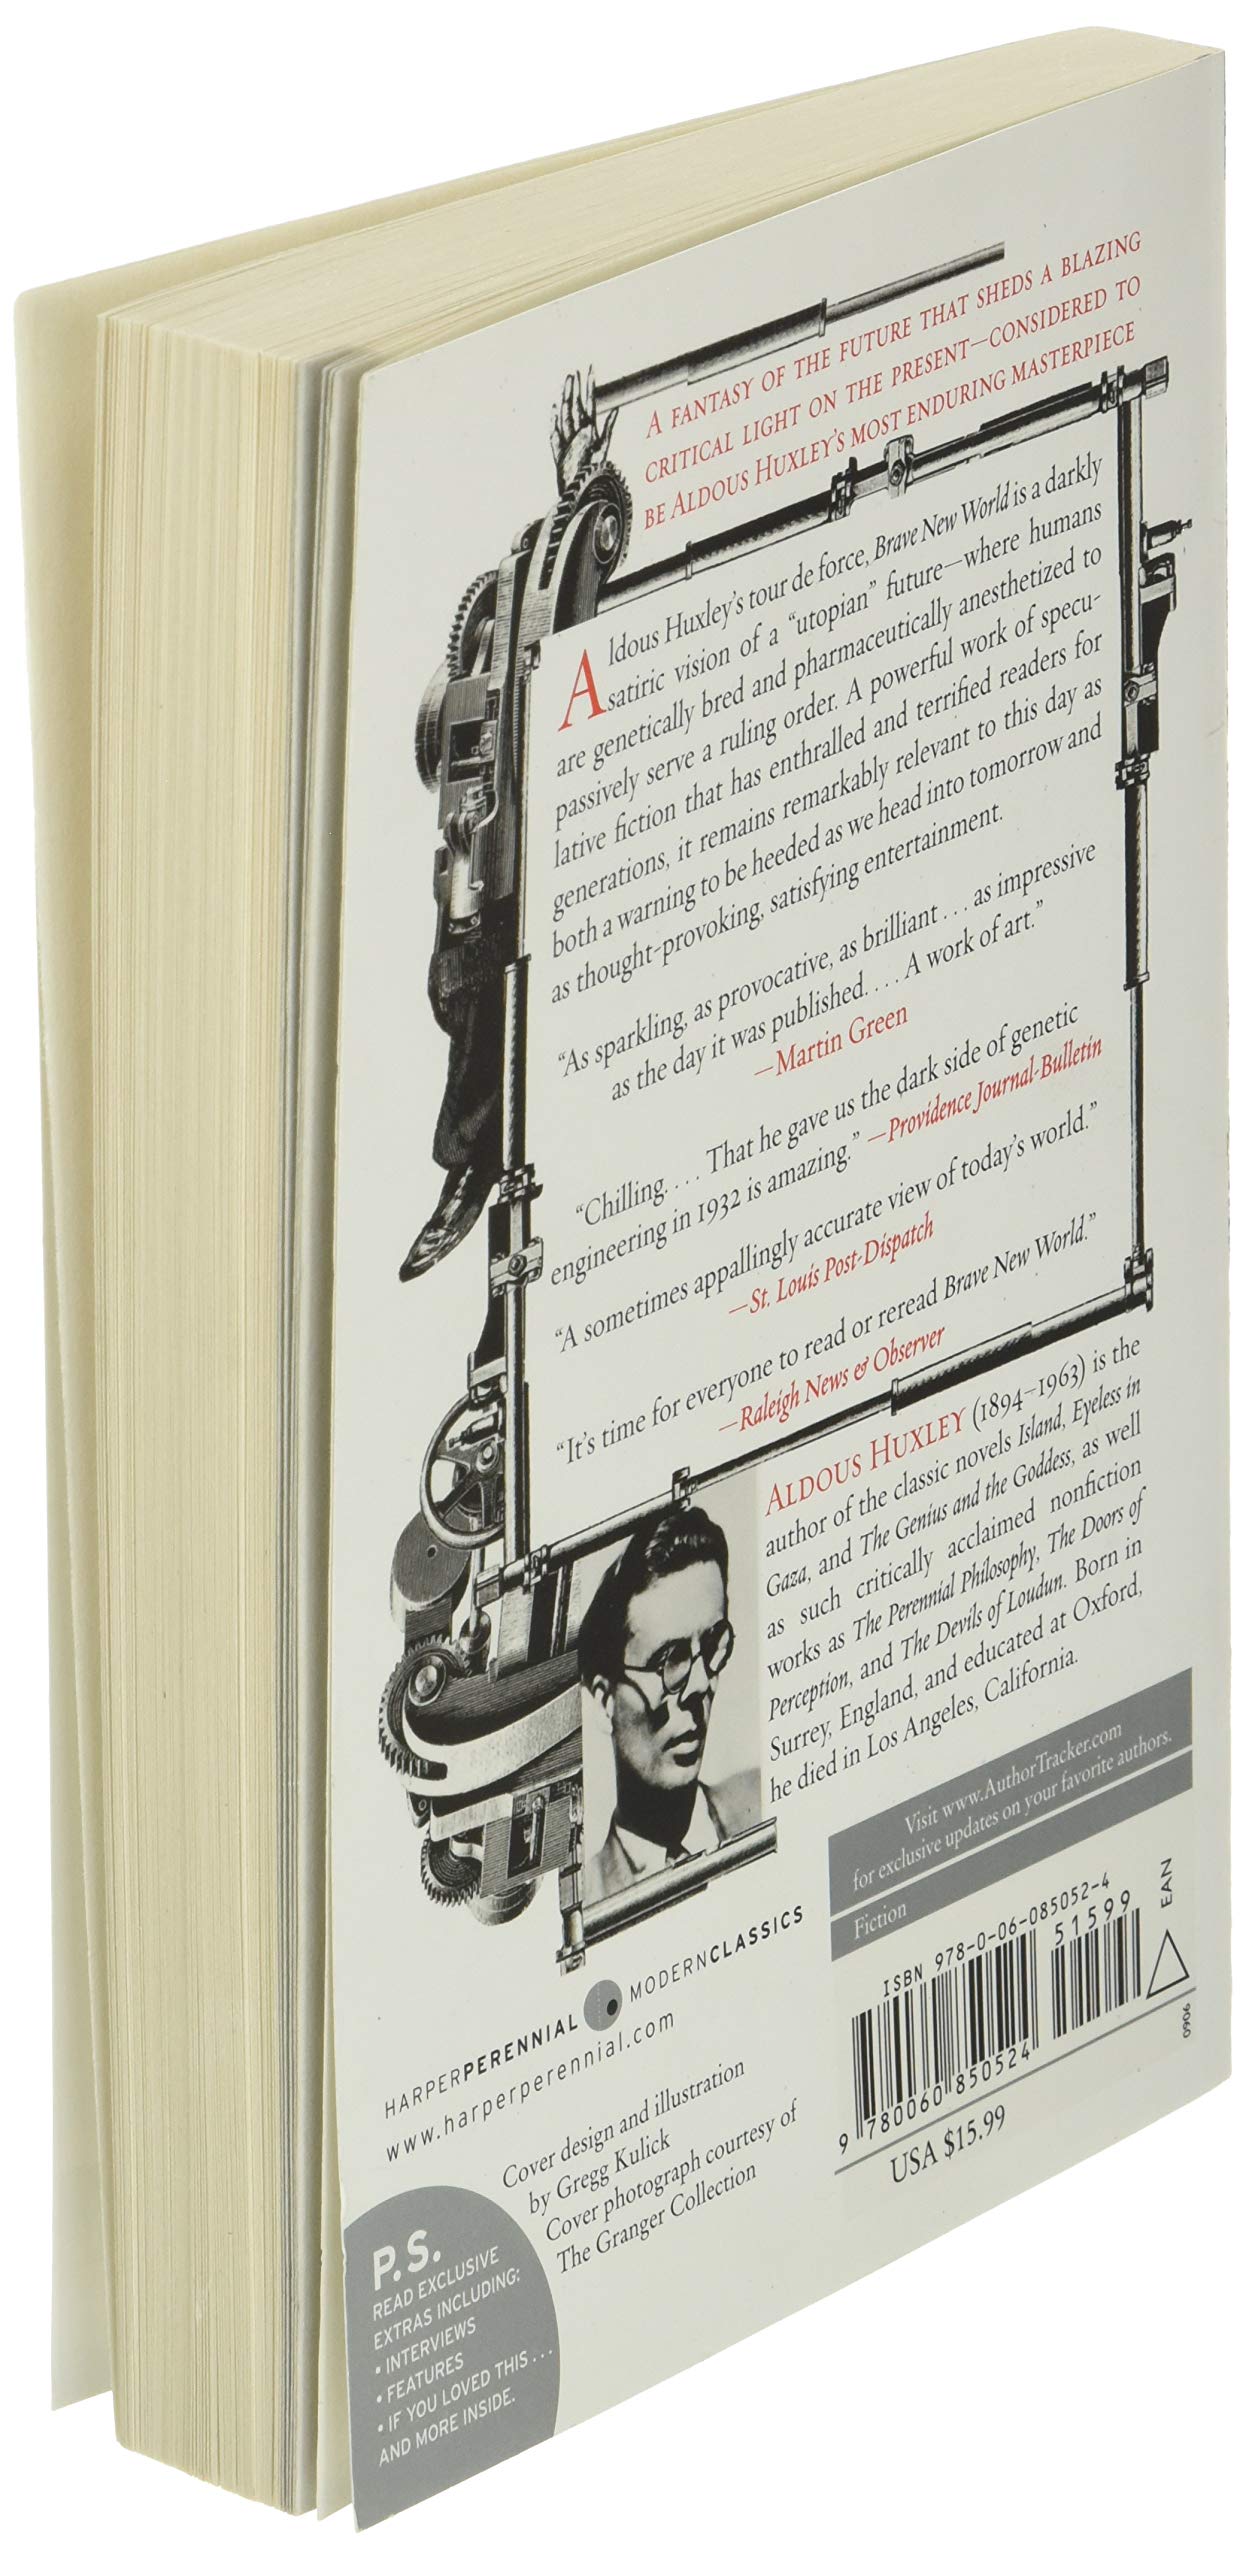 A FANTASY OF THE FUTURE THAT SHEDS A BLAZING
CRITICAL LIGHT ON THE PRESENT—CONSIDERED TO
BE ALDOUS HUXLEY'S MOST ENDURING MASTERPIECE
Aldous Huxley's tour de force, Brave New World is a darkly
satiric vision of a “utopian” future—where humans
are genetically bred and pharmaceutically anesthetized to
passively serve a ruling order. A powerful work of specu-
lative fiction that has enthralled and terrified readers for
generations, it remains remarkably relevant to this day as
both a warning to be heeded as we head into tomorrow and
as thought-provoking, satisfying entertainment.
“As sparkling, as provocative, as brilliant . . . as impressive
as the day it was published. . . . A work of art.”
—Martin Green
“Chilling. . . . That he gave us the dark side of genetic
engineering in 1932 is amazing.” —Providence Journal-Bulletin
“A sometimes appallingly accurate view of today's world.”
—St. Louis Post-Dispatch
“It's time for everyone to read or reread Brave New World.”
—Raleigh News & Observer
ALDOUS HUXLEY (1894–1963) is the
author of the classic novels Island, Eyeless in
Gaza, and The Genius and the Goddess, as well
as such critically acclaimed nonfiction
works as The Perennial Philosophy, The Doors of
Perception, and The Devils of Loudun. Born in
Surrey, England, and educated at Oxford,
he died in Los Angeles, California.
Visit www.AuthorTracker.com
for exclusive updates on your favorite authors.
Fiction
HARPERPERENNIAL MODERNCLASSICS
www.harperperennial.com
Cover design and illustration
by Gregg Kulick
Cover photograph courtesy of
The Granger Collection
ISBN 978-0-06-085052-4
51599
EAN
9 780060 850524
0906
USA $15.99
P.S.
READ EXCLUSIVE
EXTRAS INCLUDING:
• INTERVIEWS
• FEATURES
• IF YOU LOVED THIS . . .
AND MORE INSIDE.